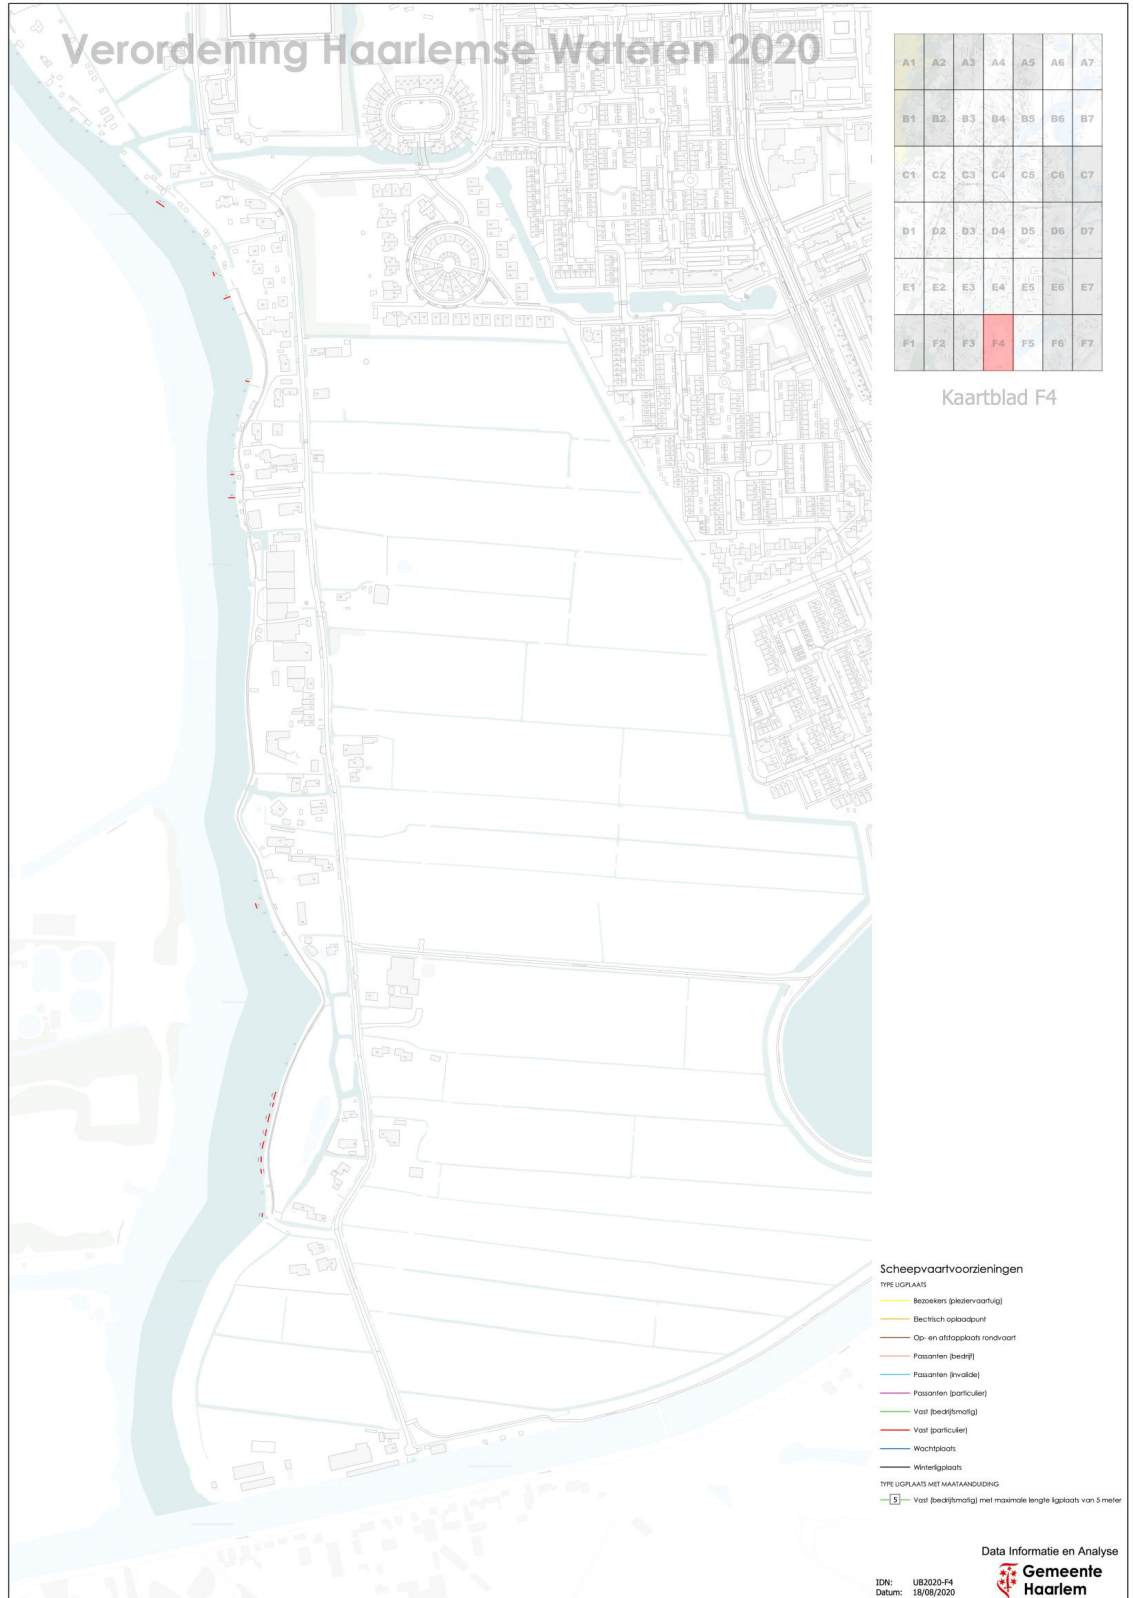 Verordening Haarlemse Wateren 2020
A1 A2 A3 A4 A5 A6 A7
B1 B2 B3 B4 B5 B6 B7
C1 C2 C3 C4 C5 C6 C7
D1 D2 D3 D4 D5 D6 D7
E1 E2 E3 E4 E5 E6 E7
F1 F2 F3 F4 F5 F6 F7
Kaartblad F4
Scheepvaartvoorzieningen
TYPE LIGPLAATS
Bezoekers (pleziervaartuig)
Electrisch oplaadpunt
Op- en afstapplaats rondvaart
Passanten (bedrijf)
Passanten (invalide)
Passanten (particulier)
Vast (bedrijfsmatig)
Vast (particulier)
Wachtplaats
Winterligplaats
TYPE LIGPLAATS MET MAATAANDUIDING
5 Vast (bedrijfsmatig) met maximale lengte ligplaats van 5 meter
Data Informatie en Analyse
Gemeente
Haarlem
IDN: UB2020-F4
Datum: 18/08/2020